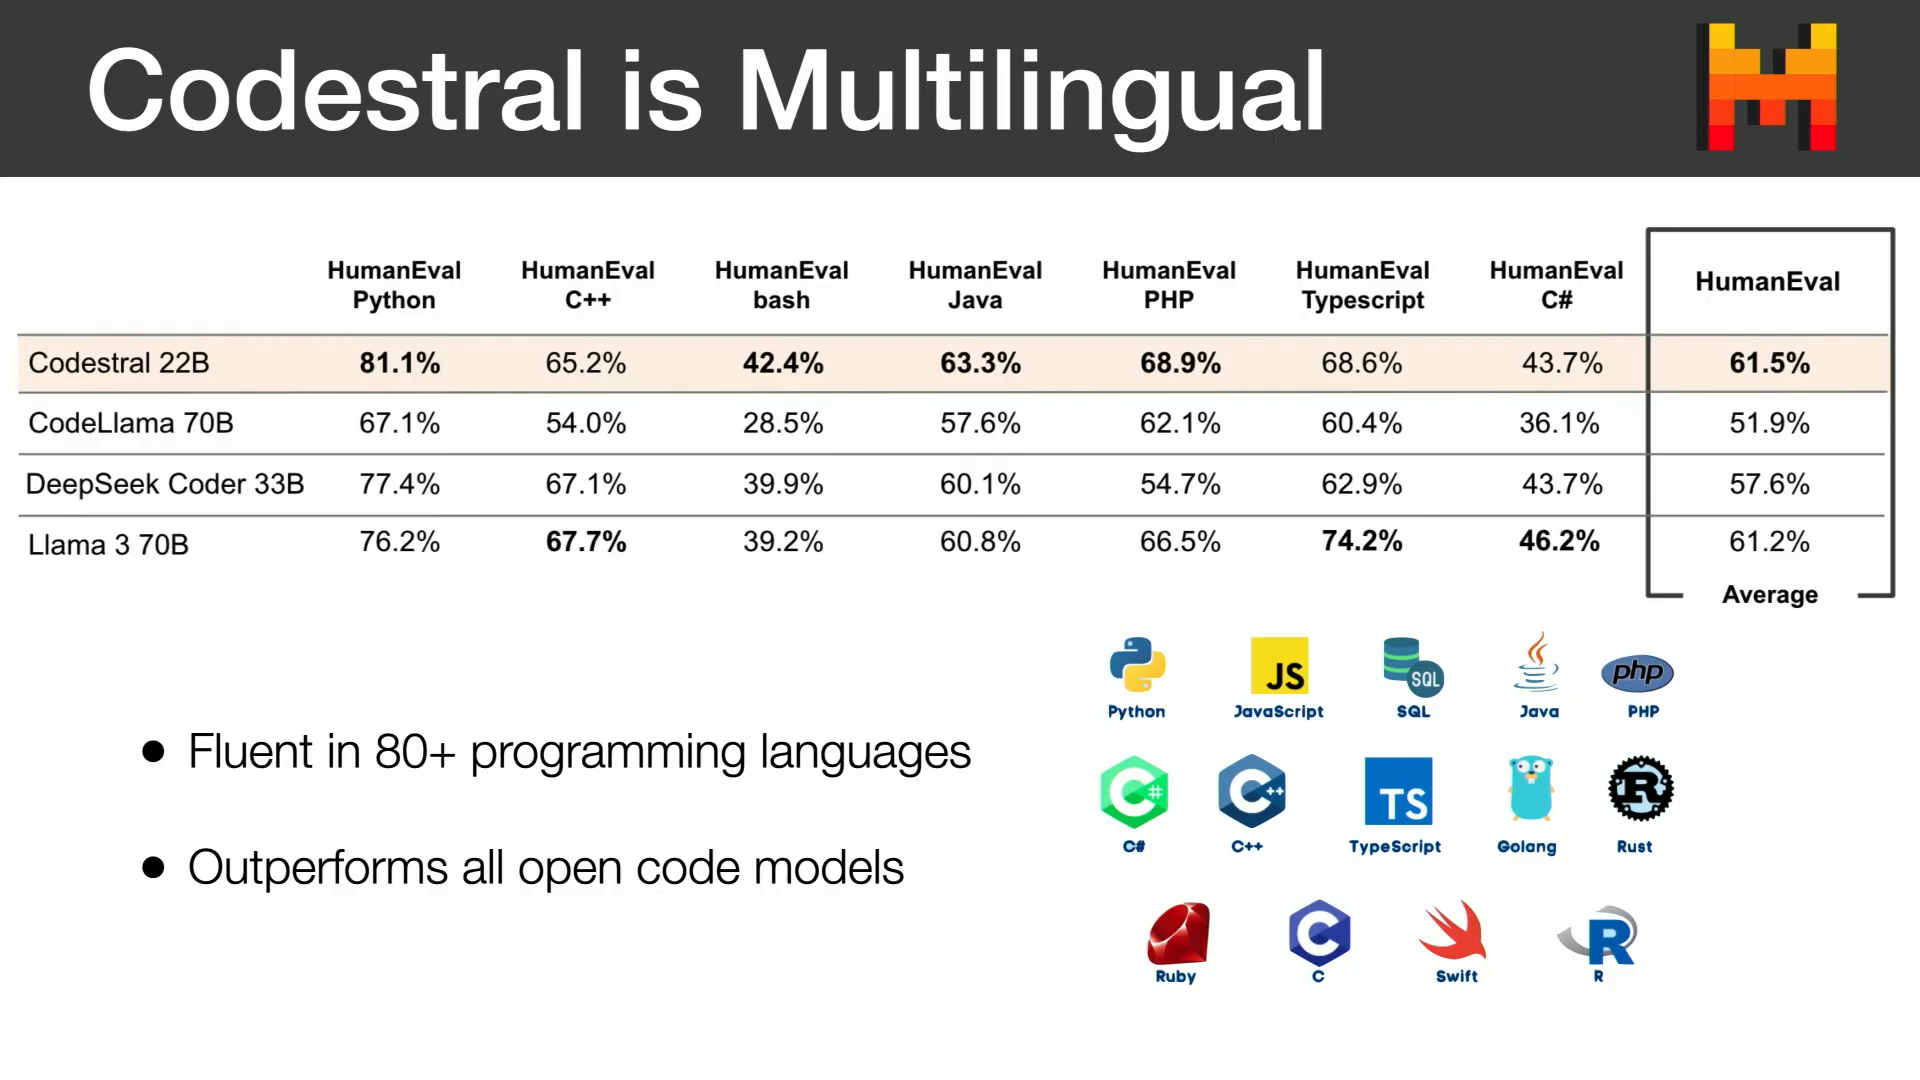 Codestral is Multilingual
HumanEval Python HumanEval C++ HumanEval bash HumanEval Java HumanEval PHP HumanEval Typescript HumanEval C# HumanEval
Codestral 22B 81.1% 65.2% 42.4% 63.3% 68.9% 68.6% 43.7% 61.5%
CodeLlama 70B 67.1% 54.0% 28.5% 57.6% 62.1% 60.4% 36.1% 51.9%
DeepSeek Coder 33B 77.4% 67.1% 39.9% 60.1% 54.7% 62.9% 43.7% 57.6%
Llama 3 70B 76.2% 67.7% 39.2% 60.8% 66.5% 74.2% 46.2% 61.2%
Average
• Fluent in 80+ programming languages
• Outperforms all open code models
JS SQL php
Python JavaScript SQL Java PHP
C# C++ TS R
C# C++ TypeScript Golang Rust
C R
Ruby C Swift R